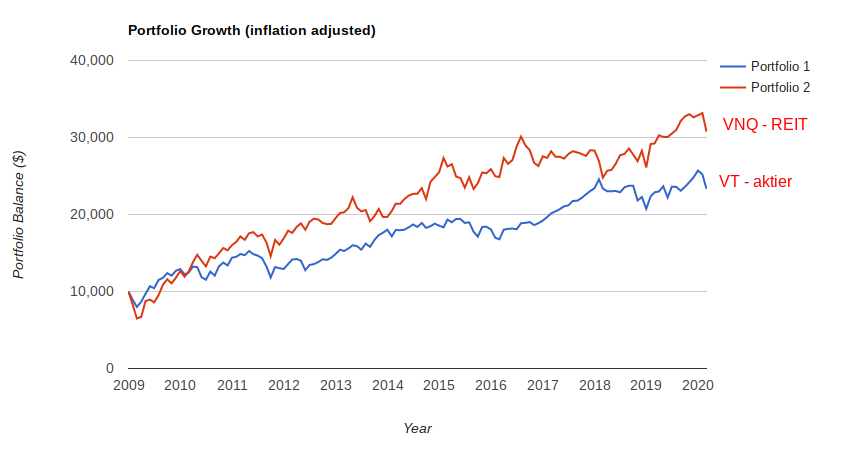 Portfolio Growth (inflation adjusted)
40,000
30,000
20,000
10,000
0
Portfolio Balance ($)
2009 2010 2011 2012 2013 2014 2015 2016 2017 2018 2019 2020
Year
Portfolio 1
Portfolio 2
VNQ - REIT
VT - aktier